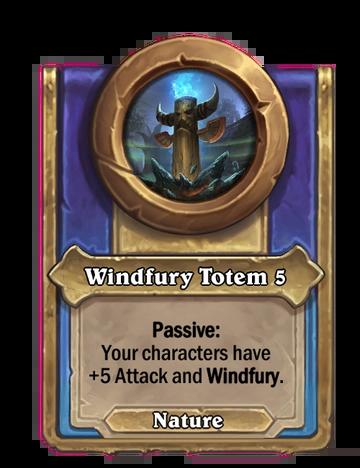 Windfury Totem 5
Passive:
Your characters have
+5 Attack and Windfury.
Nature